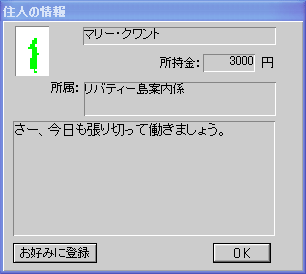 住人の情報
マリー・クワント
所持金: 3000 円
所属: リバティー島案内係
さー、今日も張り切って働きましょう。
お好みに登録 OK